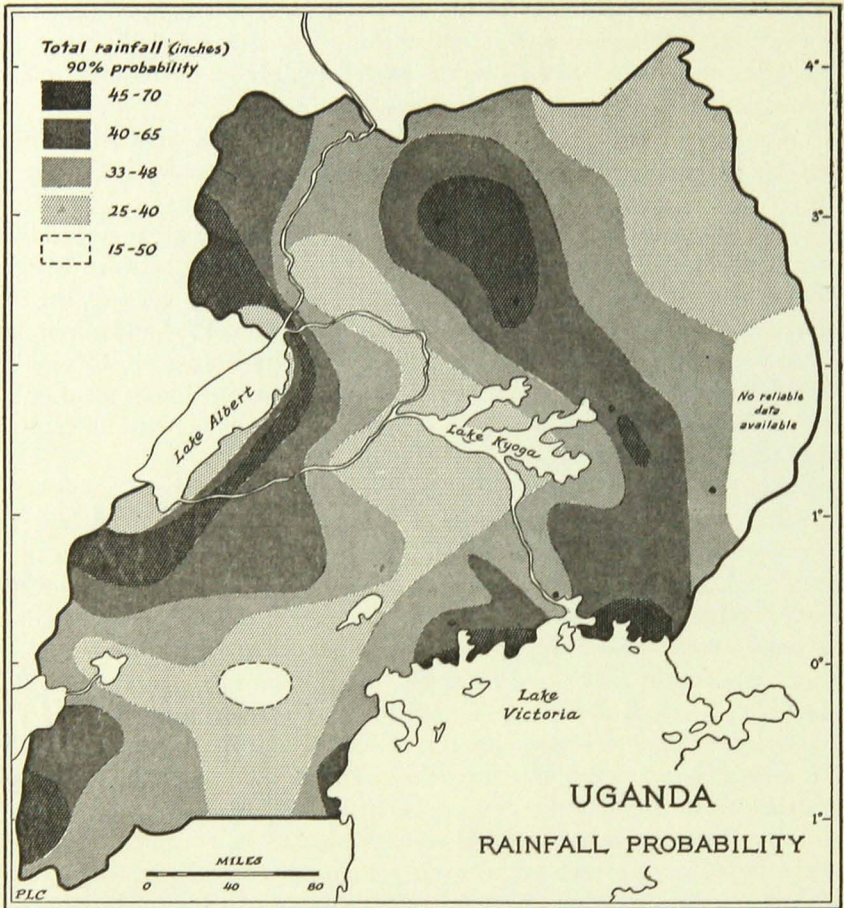 Total rainfall (inches)
90% probability
45-70
40-65
33-48
25-40
15-50
4°
3°
1°
0°
1°
No reliable
data
available
Lake Albert
Lake Kyoga
Lake
Victoria
UGANDA
RAINFALL PROBABILITY
MILES
0 40 80
PLC